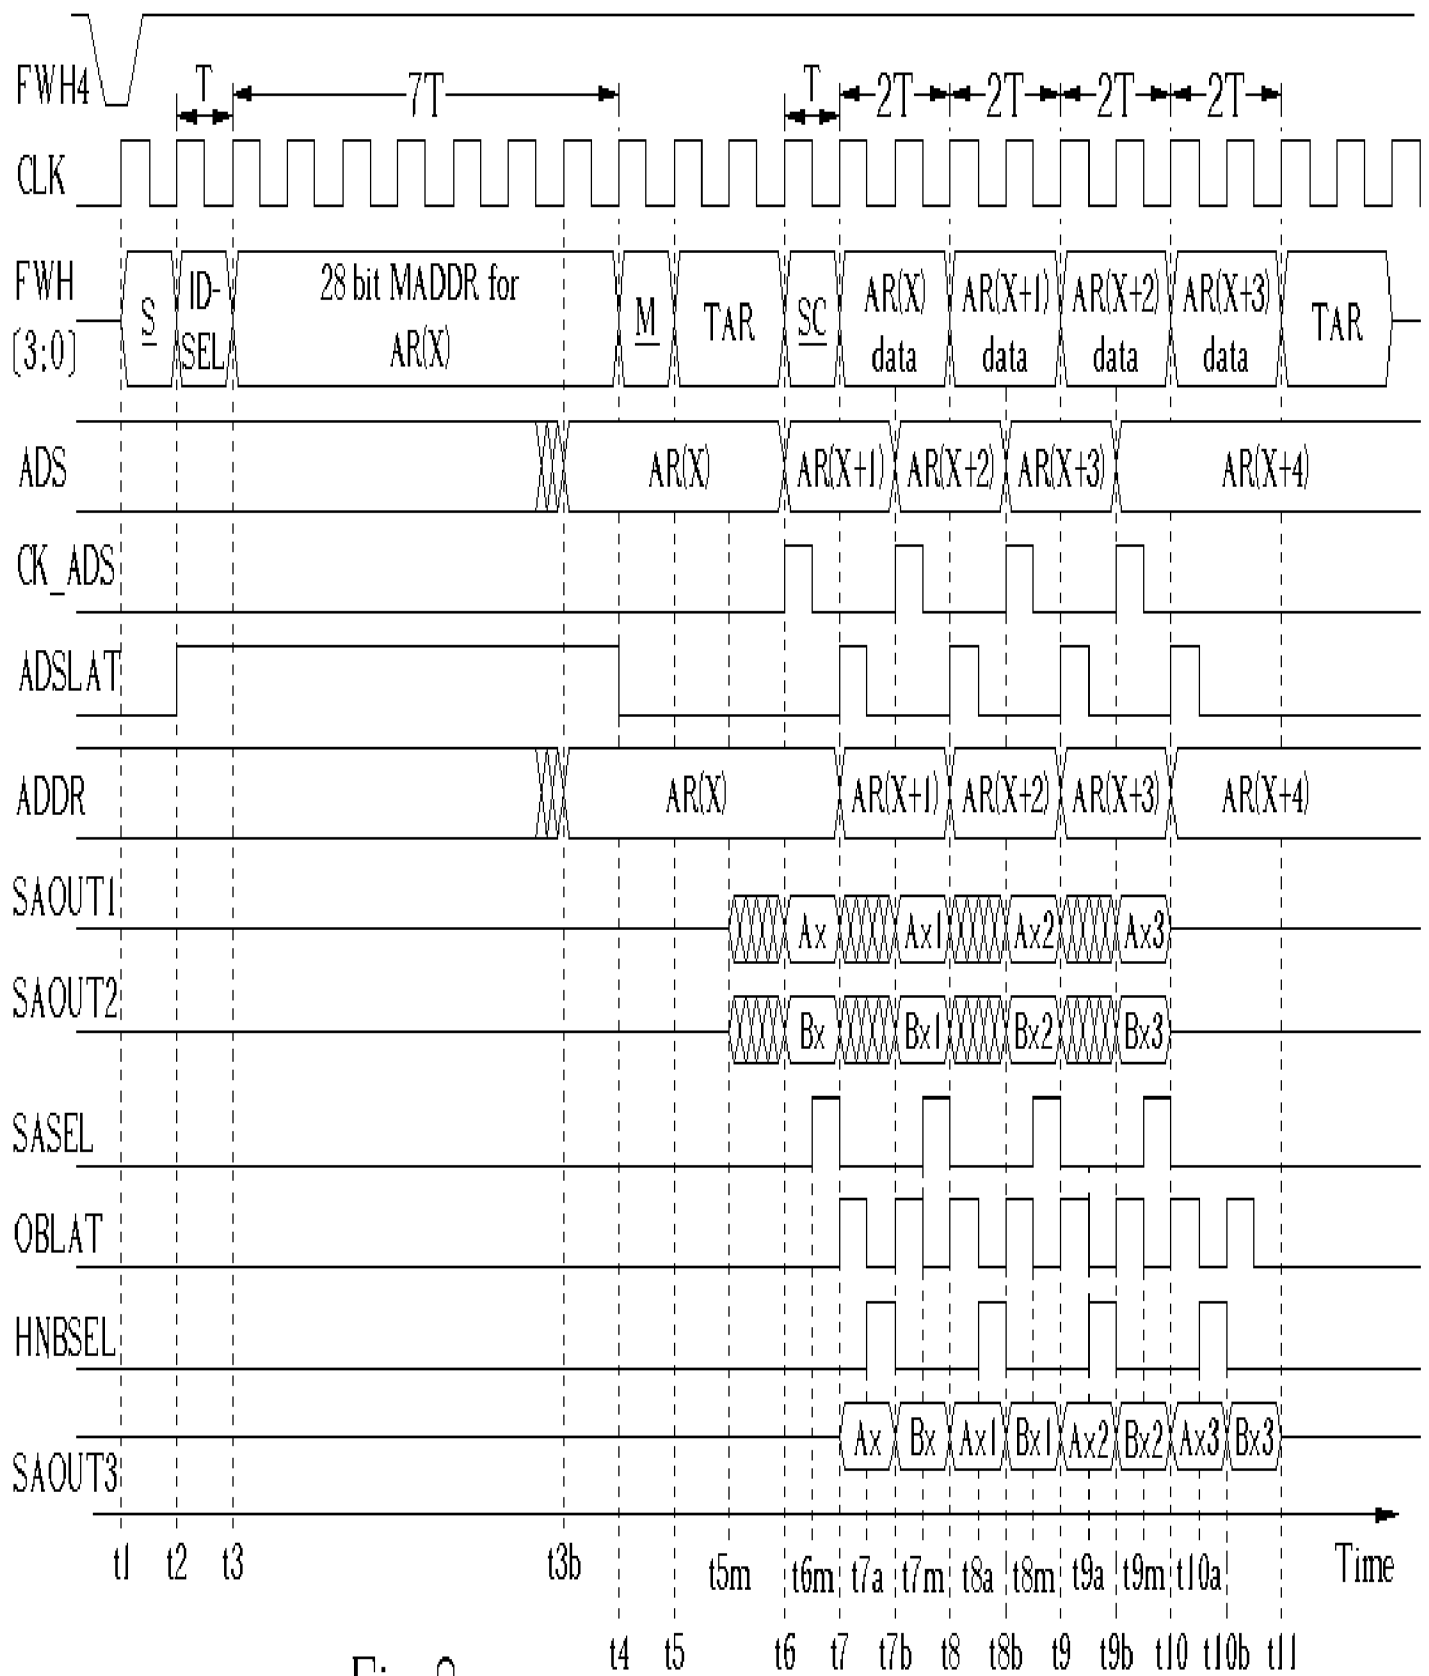 FWH4 T 7T T 2T 2T 2T 2T
CLK
FWH (3:0) S ID-SEL 28 bit MADDR for AR(X) M TAR SC AR(X) data AR(X+1) data AR(X+2) data AR(X+3) data TAR
ADS AR(X) AR(X+1) AR(X+2) AR(X+3) AR(X+4)
CK_ADS
ADSLAT
ADDR AR(X) AR(X+1) AR(X+2) AR(X+3) AR(X+4)
SAOUT1 Ax Ax1 Ax2 Ax3
SAOUT2 Bx Bx1 Bx2 Bx3
SASEL
OBLAT
HNBSEL
SAOUT3 Ax Bx Ax1 Bx1 Ax2 Bx2 Ax3 Bx3
t1 t2 t3 t3b t5m t6m t7a t7m t8a t8m t9a t9m t10a Time
t4 t5 t6 t7 t7b t8 t8b t9 t9b t10 t10b t11